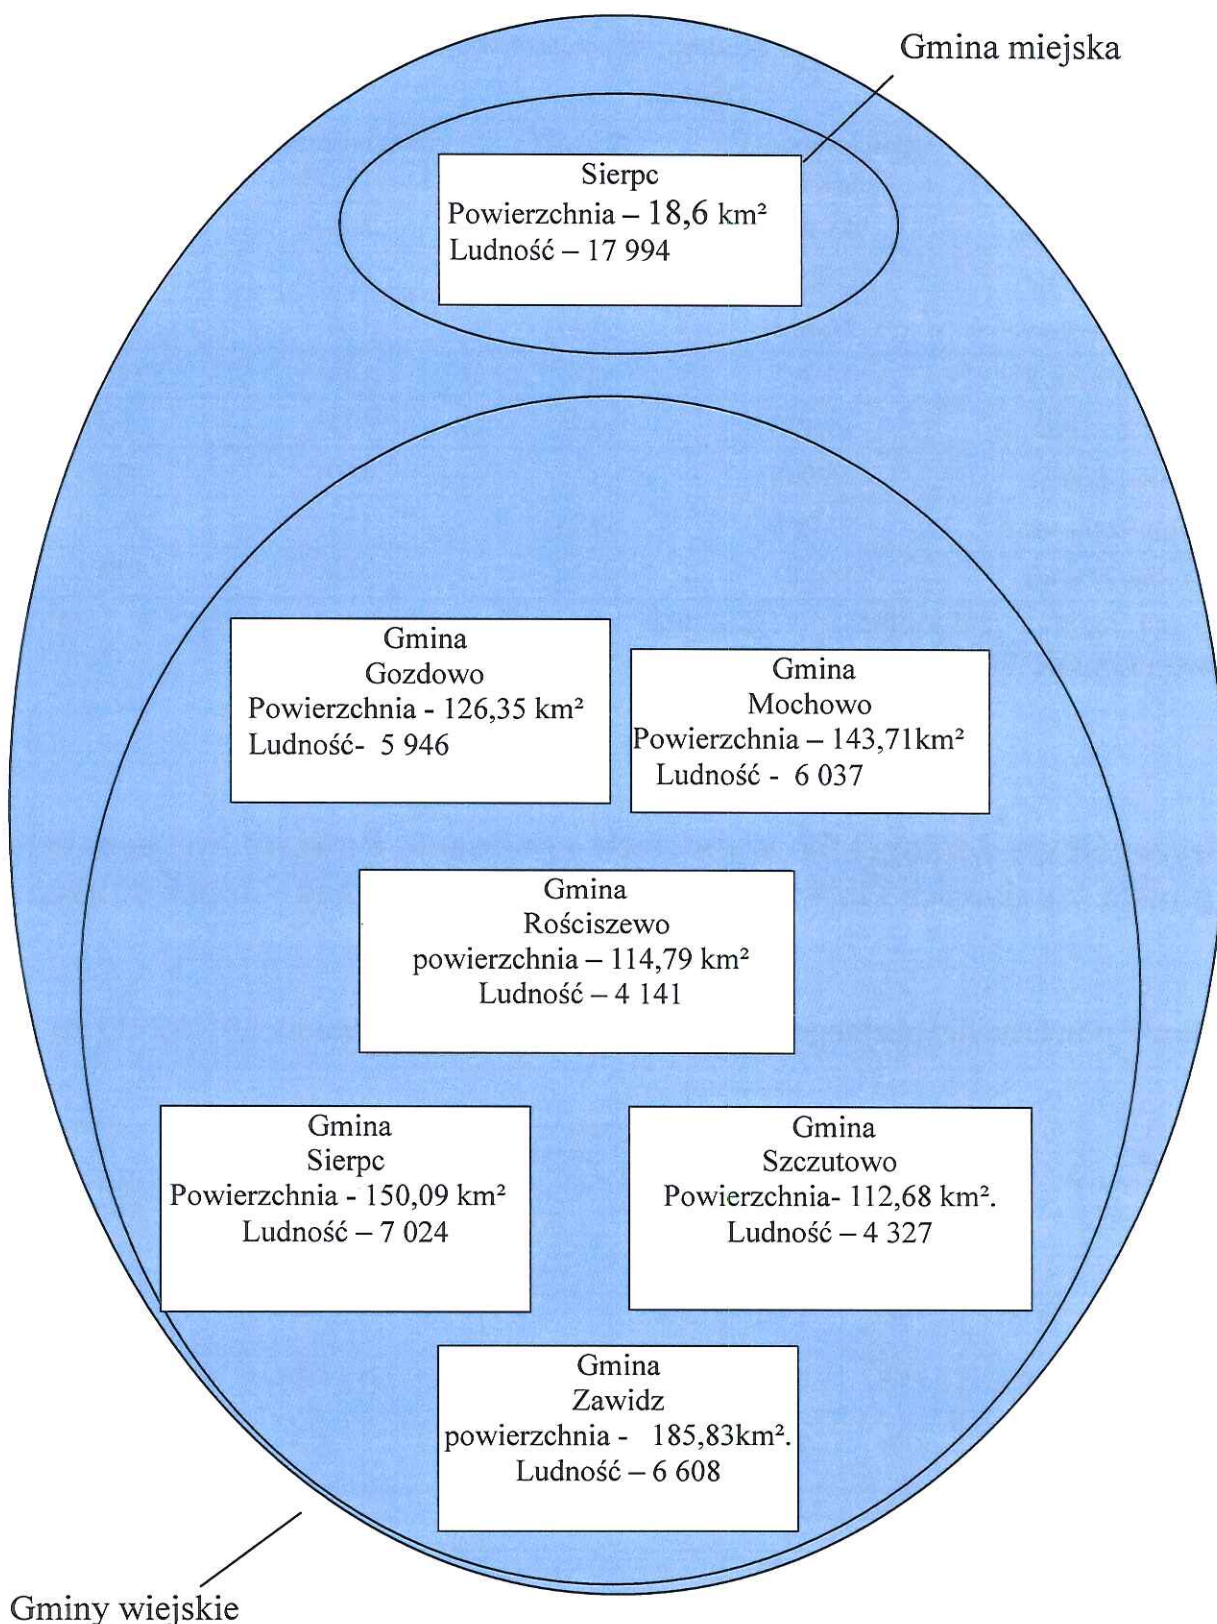 Gmina miejska
Sierpc
Powierzchnia – 18,6 km²
Ludność – 17 994
Gmina
Gozdowo
Powierzchnia - 126,35 km²
Ludność- 5 946
Gmina
Mochowo
Powierzchnia – 143,71km²
Ludność - 6 037
Gmina
Rościszewo
powierzchnia – 114,79 km²
Ludność – 4 141
Gmina
Sierpc
Powierzchnia - 150,09 km²
Ludność – 7 024
Gmina
Szczutowo
Powierzchnia- 112,68 km².
Ludność – 4 327
Gmina
Zawidz
powierzchnia - 185,83km².
Ludność – 6 608
Gminy wiejskie